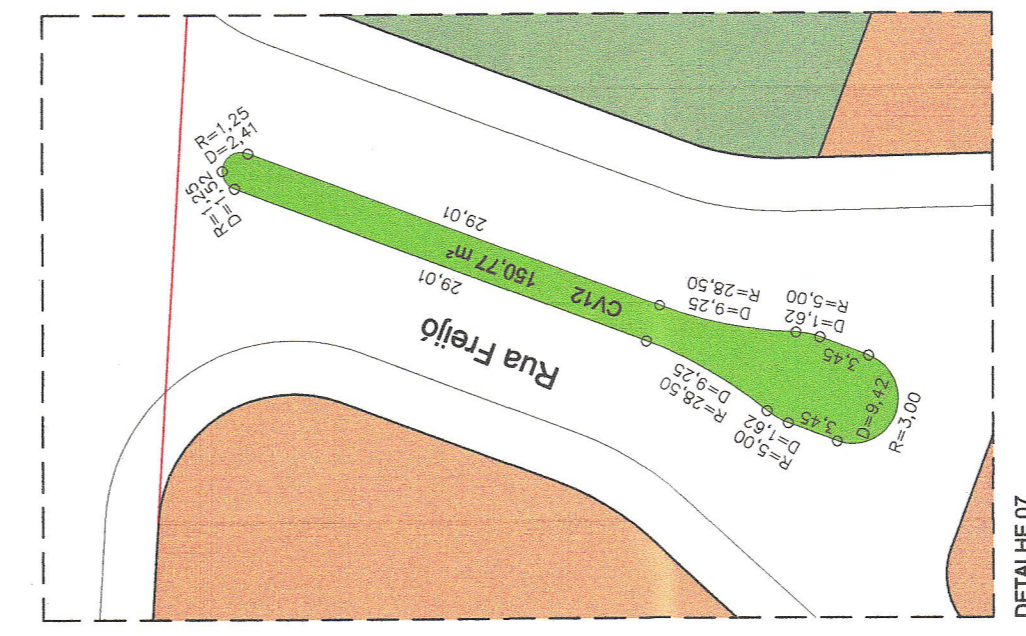 R=1,25
D=2,41
R=1,25
D=1,52
29,01
29,01
150,77 m²
CV12
Rua Freijó
R=28,50
D=9,25
R=5,00
D=1,62
3,45
D=9,25
R=28,50
D=1,62
R=5,00
3,45
D=9,42
R=3,00
DETALHE 07